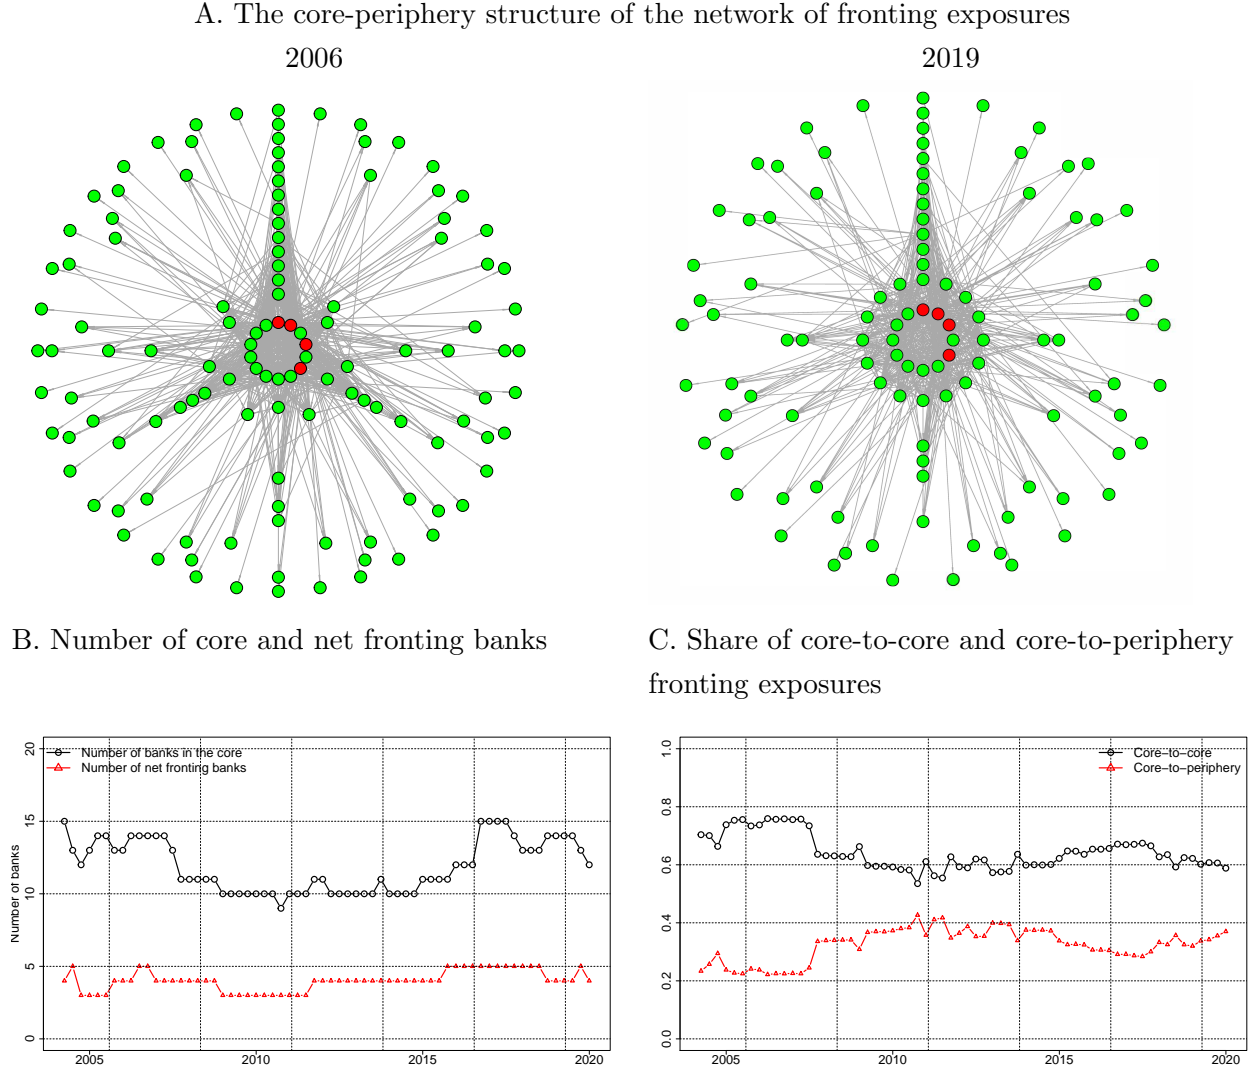 A. The core-periphery structure of the network of fronting exposures
2006
2019
B. Number of core and net fronting banks
C. Share of core-to-core and core-to-periphery
fronting exposures
Number of banks in the core
Number of net fronting banks
Number of banks
0
5
10
15
20
2005
2010
2015
2020
Core−to−core
Core−to−periphery
0.0
0.2
0.4
0.6
0.8
1.0
2005
2010
2015
2020